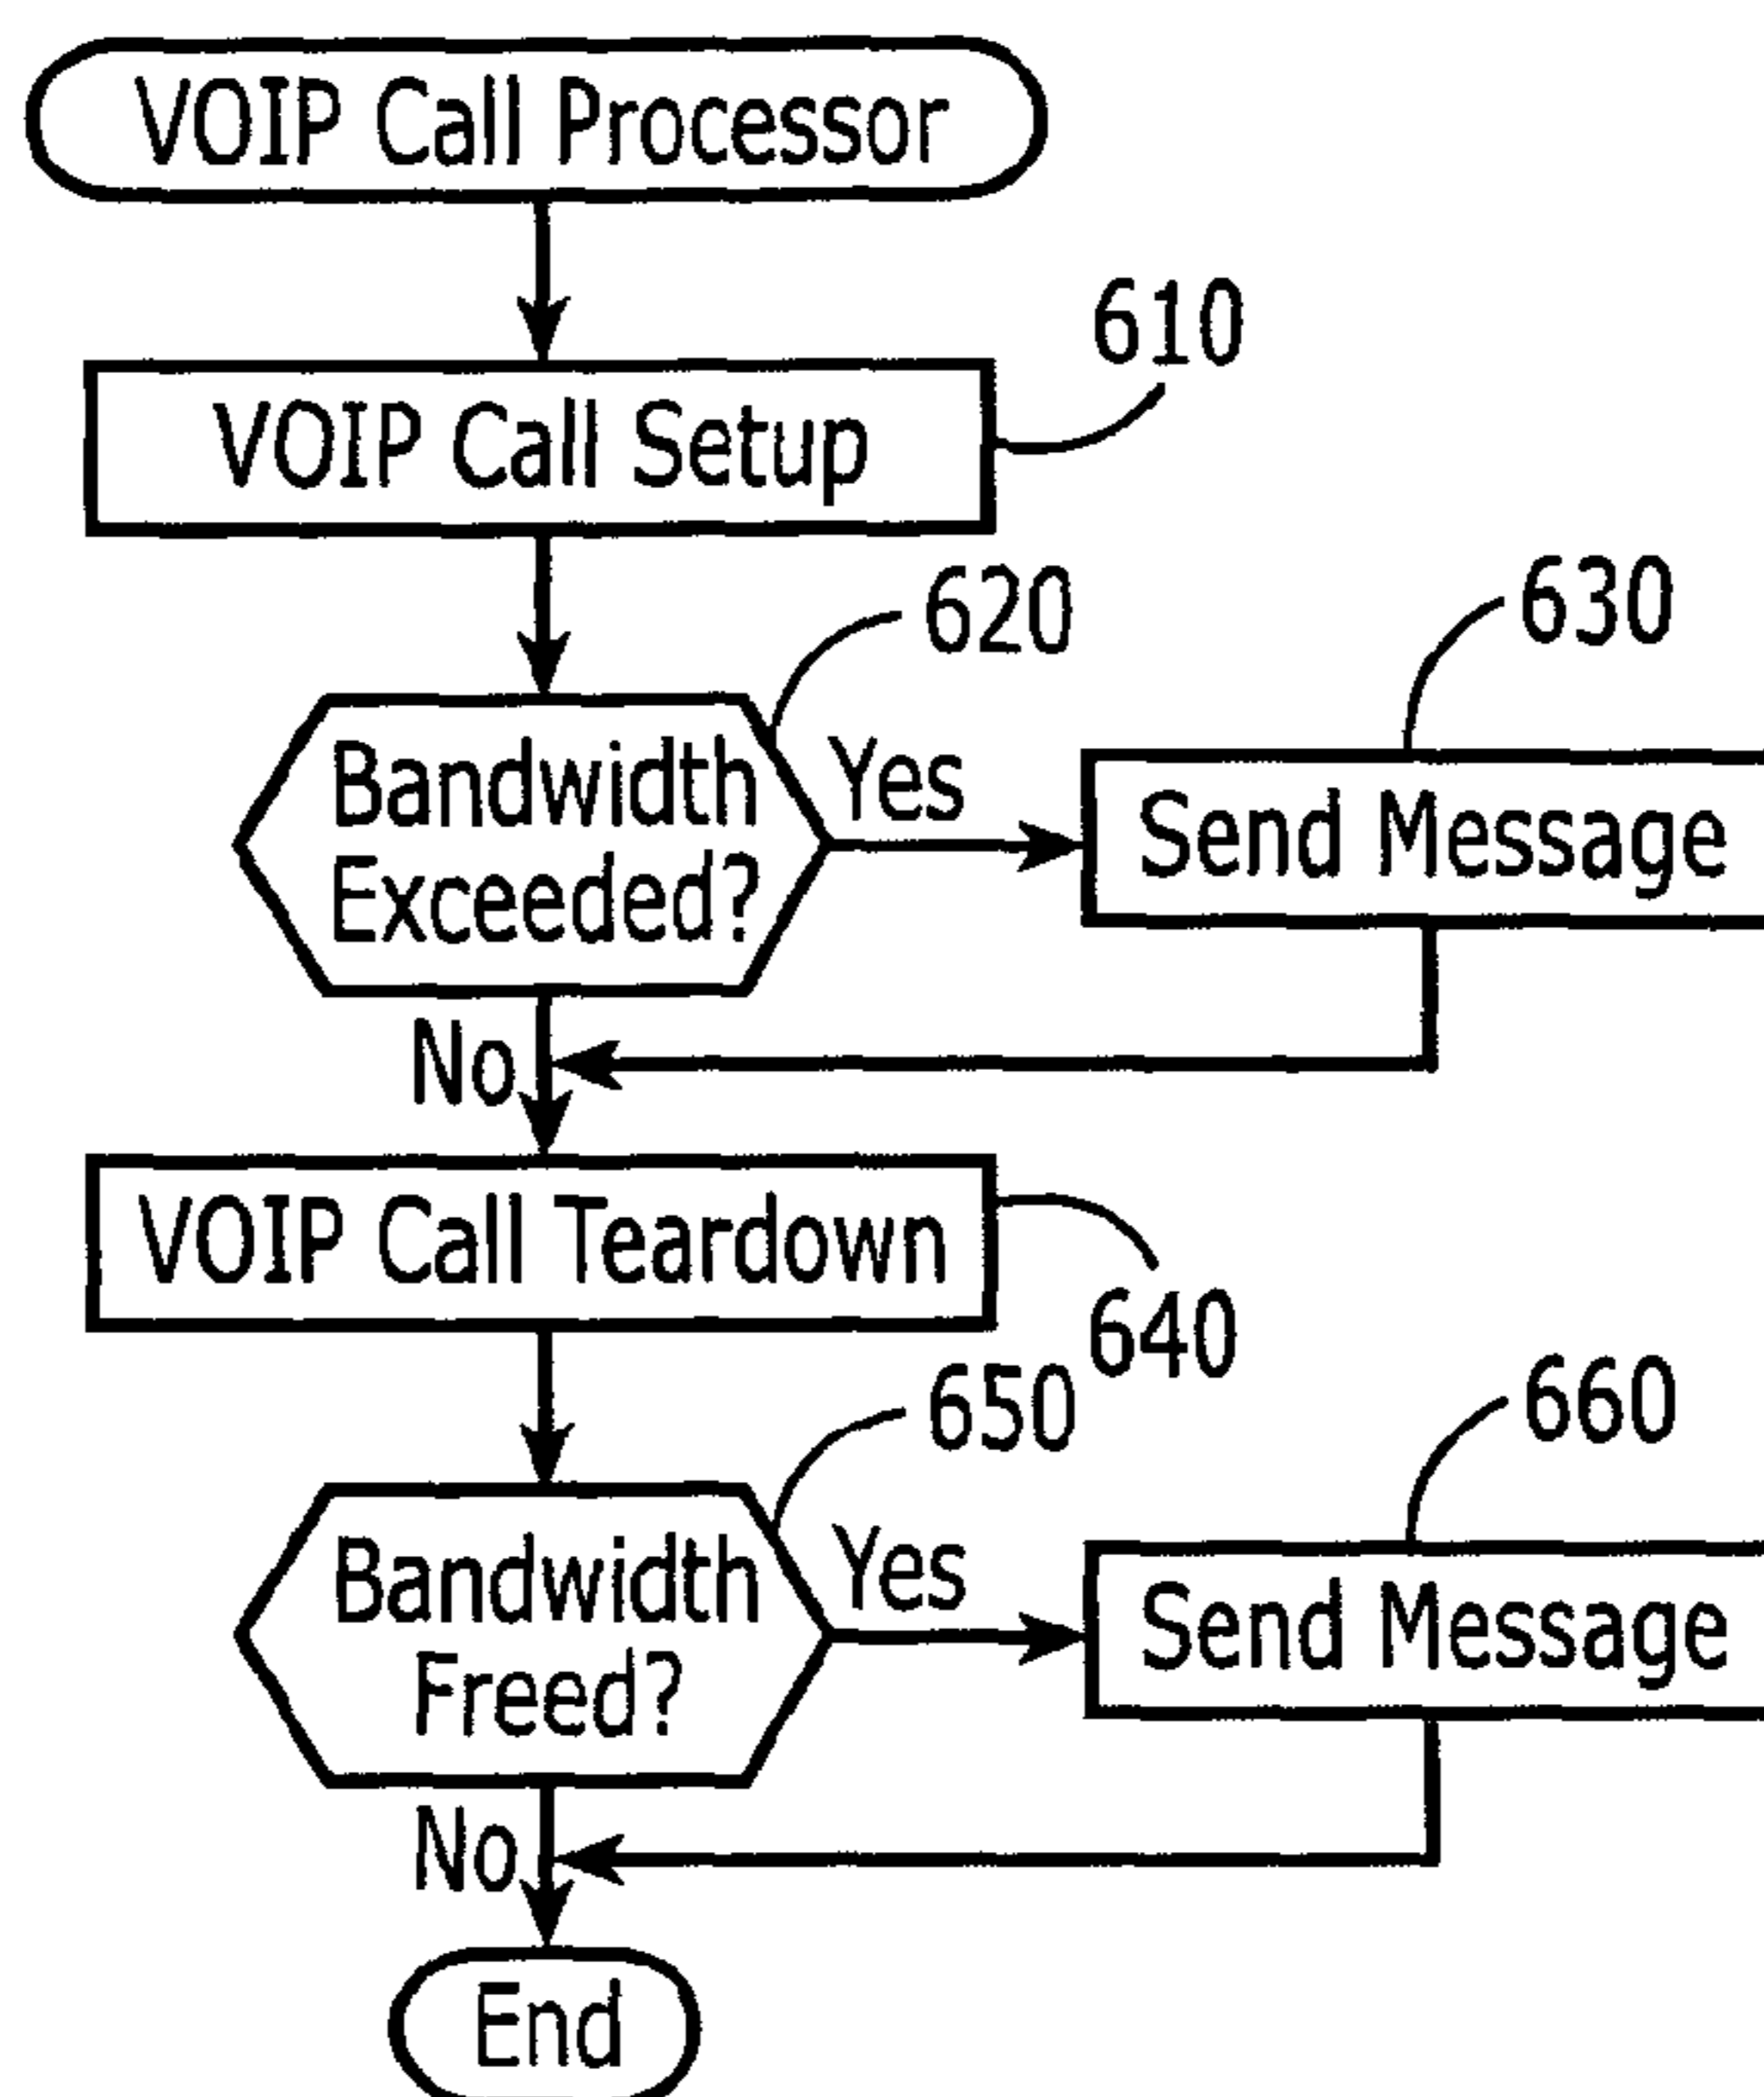 VOIP Call Processor
610
VOIP Call Setup
620
630
Bandwidth
Exceeded?
Yes
Send Message
No
VOIP Call Teardown
640
650
660
Bandwidth
Freed?
Yes
Send Message
No
End